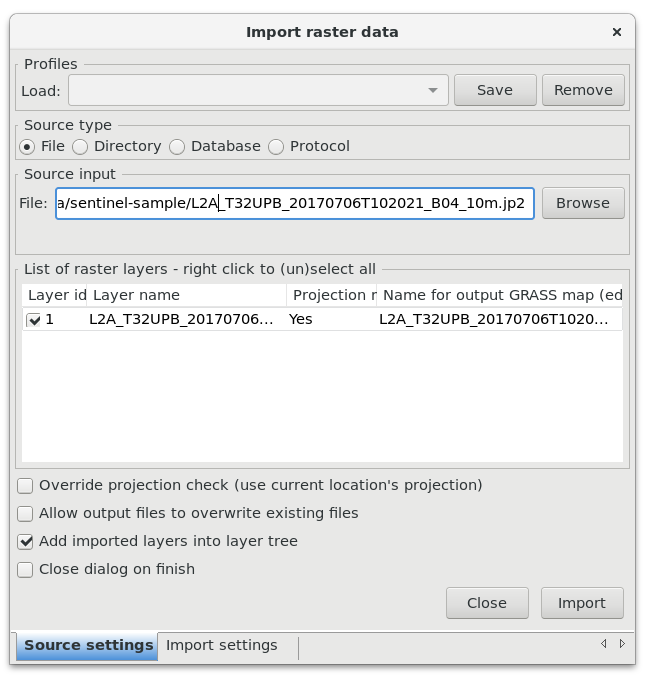 Import raster data
Profiles
Load: Save Remove
Source type
File Directory Database Protocol
Source input
File: a/sentinel-sample/L2A_T32UPB_20170706T102021_B04_10m.jp2 Browse
List of raster layers - right click to (un)select all
Layer id Layer name Projection r Name for output GRASS map (ed
1 L2A_T32UPB_20170706... Yes L2A_T32UPB_20170706T1020...
Override projection check (use current location's projection)
Allow output files to overwrite existing files
Add imported layers into layer tree
Close dialog on finish
Close Import
Source settings Import settings